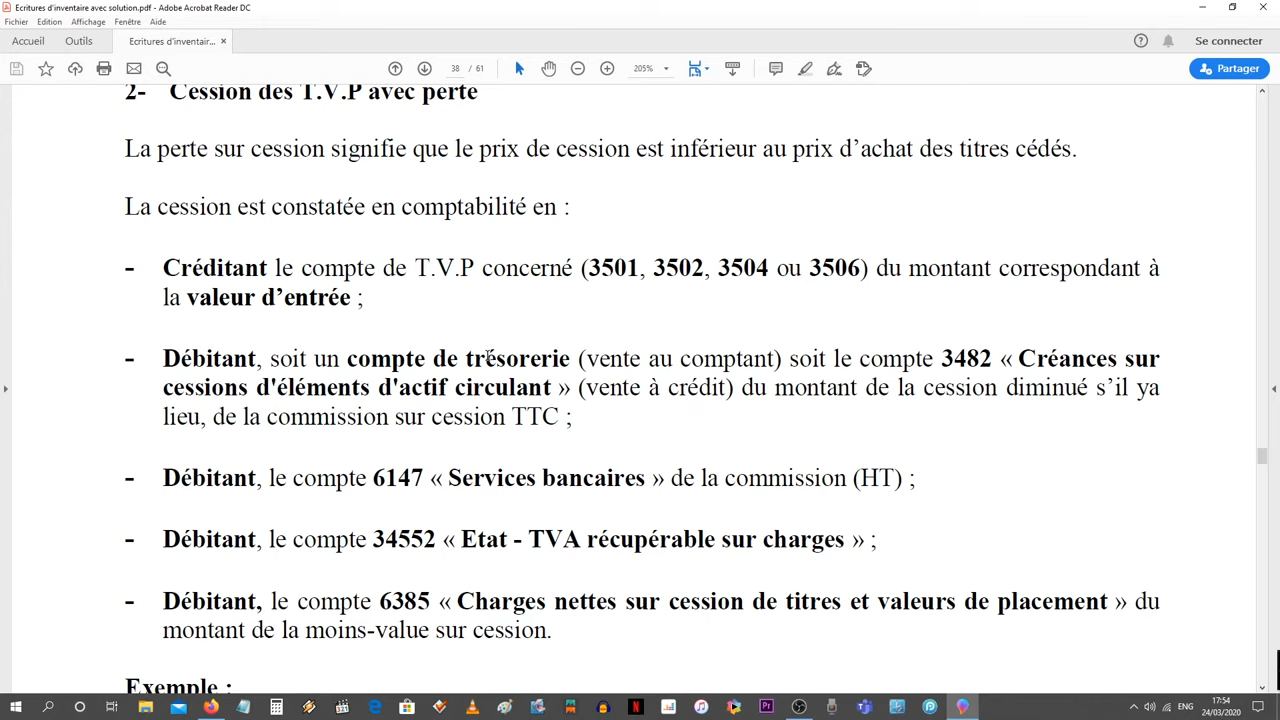 Ecritures d'inventaire avec solution.pdf - Adobe Acrobat Reader DC
Fichier Edition Affichage Fenêtre Aide
Accueil Outils Ecritures d'inventair... × Se connecter
38 / 61 205% Partager
2- Cession des T.V.P avec perte
La perte sur cession signifie que le prix de cession est inférieur au prix d’achat des titres cédés.
La cession est constatée en comptabilité en :
- Créditant le compte de T.V.P concerné (3501, 3502, 3504 ou 3506) du montant correspondant à
la valeur d’entrée ;
- Débitant, soit un compte de trésorerie (vente au comptant) soit le compte 3482 « Créances sur
cessions d'éléments d'actif circulant » (vente à crédit) du montant de la cession diminué s’il ya
lieu, de la commission sur cession TTC ;
- Débitant, le compte 6147 « Services bancaires » de la commission (HT) ;
- Débitant, le compte 34552 « Etat - TVA récupérable sur charges » ;
- Débitant, le compte 6385 « Charges nettes sur cession de titres et valeurs de placement » du
montant de la moins-value sur cession.
Exemple :
17:54
24/03/2020